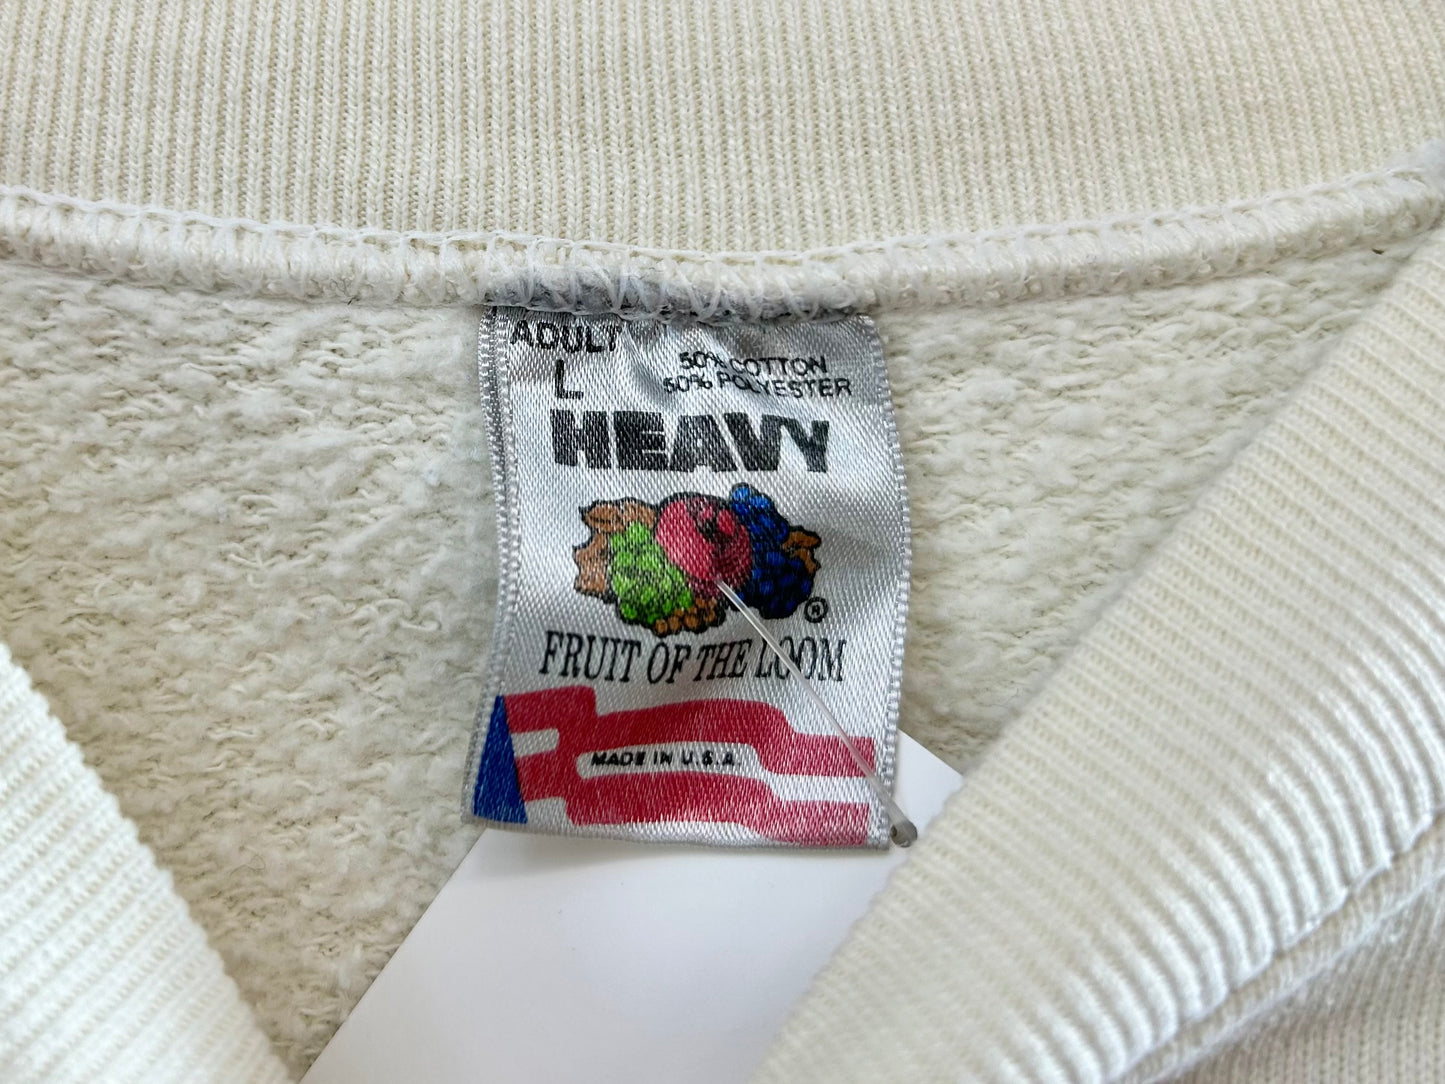 ADULT
L
50% COTTON
50% POLYESTER
HEAVY
®
FRUIT OF THE LOOM
MADE IN U.S.A